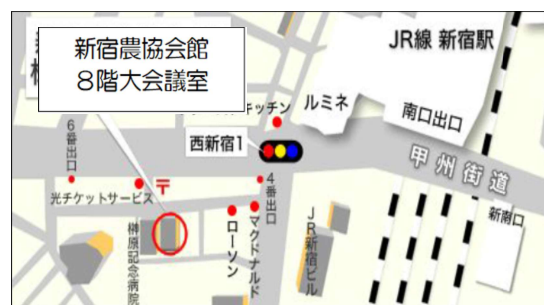 新宿農協会館
８階大会議室
JR線 新宿駅
ルミネ
南口出口
キッチン
西新宿1
甲州街道
6番出口
4番出口
光チケットサービス
〒
榊原記念病院
ローソン
マクドナルド
JR新宿ビル
新南口